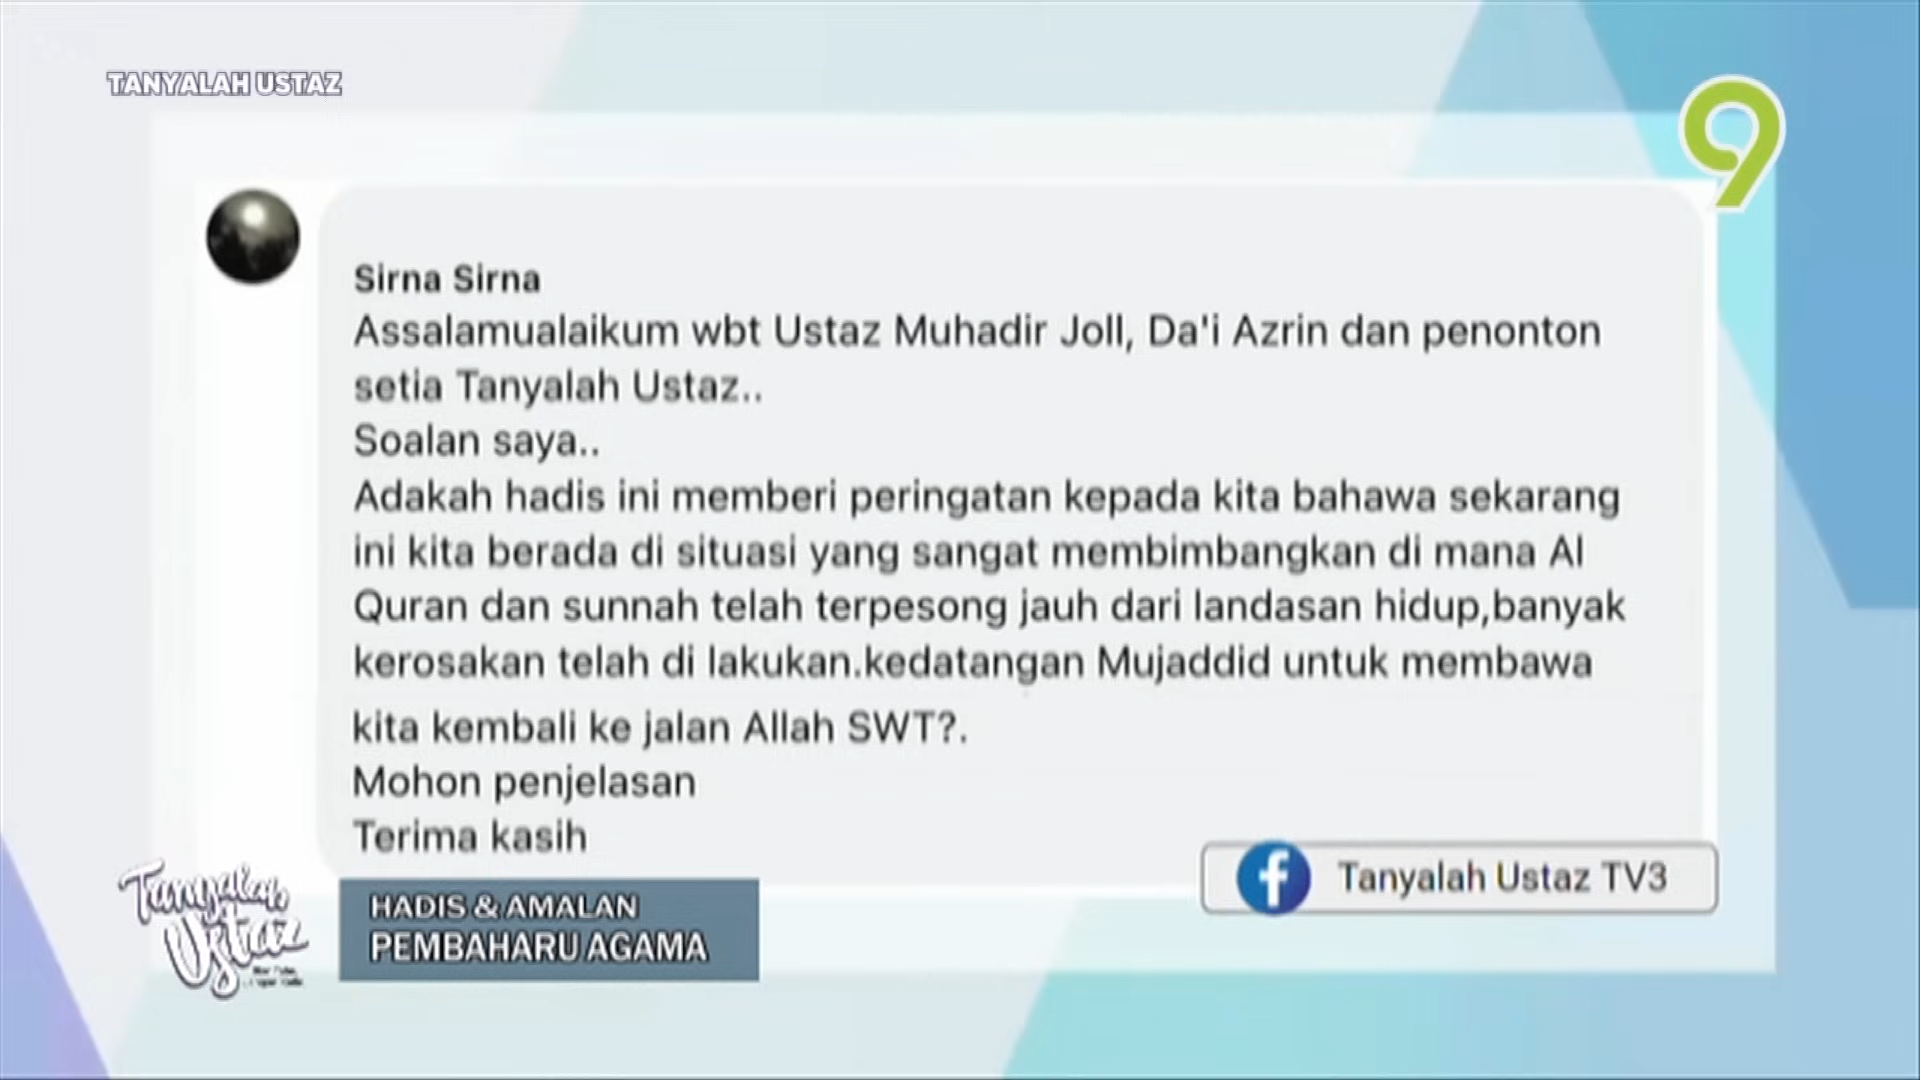 TANYALAH USTAZ
9
Sirna Sirna
Assalamualaikum wbt Ustaz Muhadir Joll, Da'i Azrin dan penonton
setia Tanyalah Ustaz..
Soalan saya..
Adakah hadis ini memberi peringatan kepada kita bahawa sekarang
ini kita berada di situasi yang sangat membimbangkan di mana Al
Quran dan sunnah telah terpesong jauh dari landasan hidup,banyak
kerosakan telah di lakukan.kedatangan Mujaddid untuk membawa
kita kembali ke jalan Allah SWT?.
Mohon penjelasan
Terima kasih
f Tanyalah Ustaz TV3
Tanyalah
Ustaz
HADIS & AMALAN
PEMBAHARU AGAMA